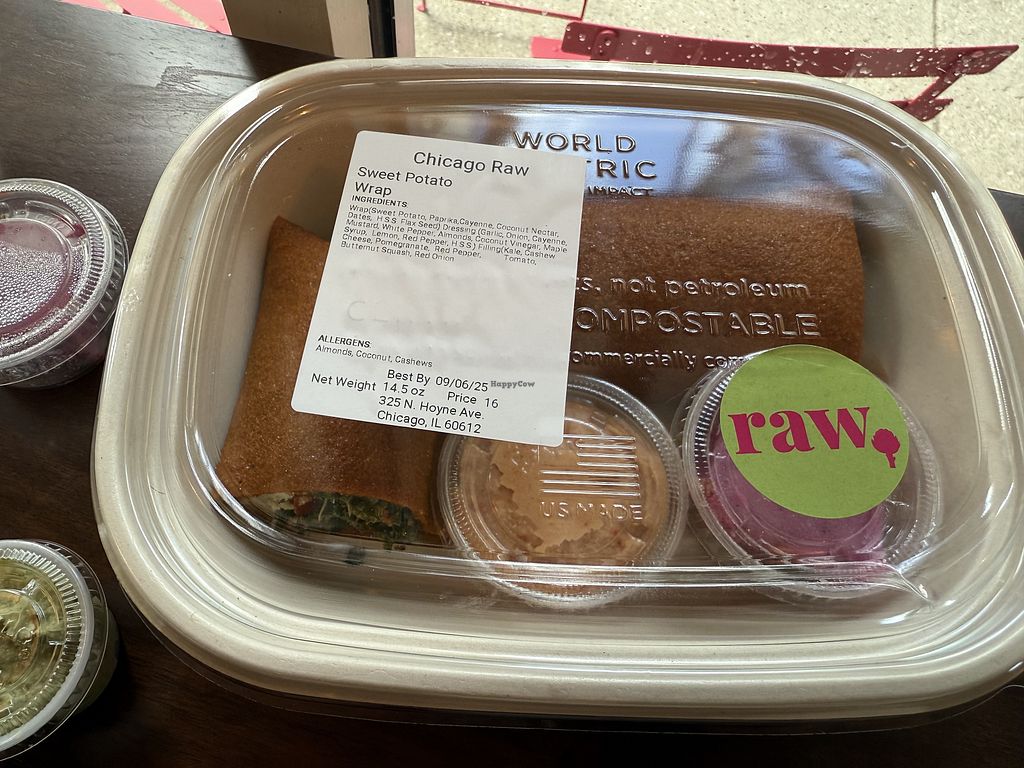 WORLD
TRIC
IMPACT
Chicago Raw
Sweet Potato
Wrap
INGREDIENTS:
Wrap(Sweet Potato, Paprika,Cayenne, Coconut Nectar,
Dates, H.S.S. Flax Seed) Dressing (Garlic, Onion, Cayenne,
Mustard, White Pepper, Almonds, Coconut Vinegar, Maple
Syrup, Lemon, Red Pepper, H.S.S) Filling(Kale, Cashew
Cheese, Pomegranate, Red Pepper, Tomato,
Butternut Squash, Red Onion
ALLERGENS:
Almonds, Coconut, Cashews
Best By 09/06/25
Net Weight 14.5 oz Price 16
325 N. Hoyne Ave.
Chicago, IL 60612
HappyCow
ts, not petroleum
OMPOSTABLE
ommercially com
raw.
US MADE